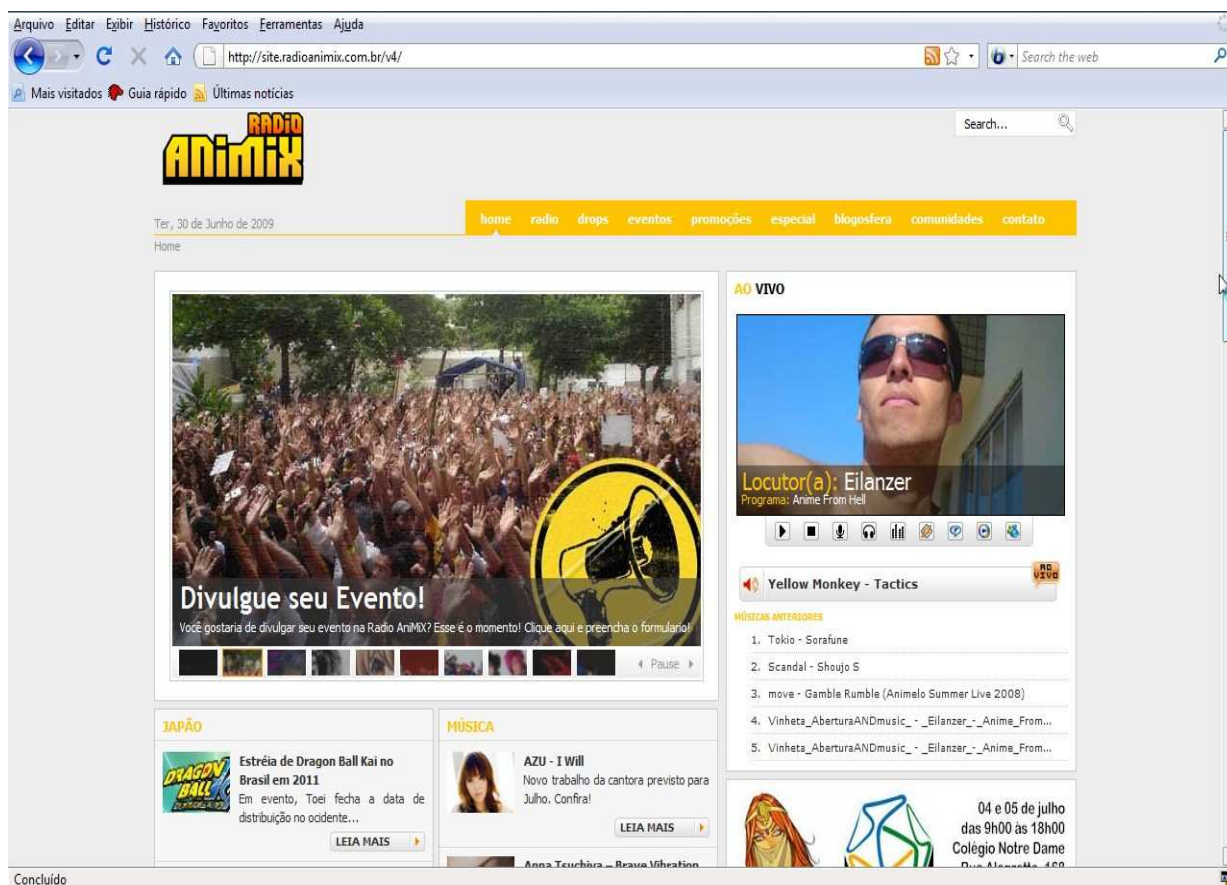 Arquivo Editar Exibir Histórico Favoritos Ferramentas Ajuda
http://site.radioanimix.com.br/v4/
Search the web
Mais visitados Guia rápido Últimas notícias
RADiO
ANiMiX
Search...
Ter, 30 de Junho de 2009
home radio drops eventos promoções especial blogosfera comunidades contato
Home
Divulgue seu Evento!
Você gostaria de divulgar seu evento na Radio AniMiX? Esse é o momento! Clique aqui e preencha o formulario!
Pause
AO VIVO
Locutor(a): Eilanzer
Programa: Anime From Hell
AO VIVO
Yellow Monkey - Tactics
MÚSICAS ANTERIORES
1. Tokio - Sorafune
2. Scandal - Shoujo S
3. move - Gamble Rumble (Animelo Summer Live 2008)
4. Vinheta_AberturaANDmusic_-_Eilanzer_-_Anime_From...
5. Vinheta_AberturaANDmusic_-_Eilanzer_-_Anime_From...
JAPÃO
DRAGON BALL
Estréia de Dragon Ball Kai no
Brasil em 2011
Em evento, Toei fecha a data de
distribuição no ocidente...
LEIA MAIS
MÚSICA
AZU - I Will
Novo trabalho da cantora previsto para
Julho. Confira!
LEIA MAIS
Anna Tsuchiya – Brave Vibration
04 e 05 de julho
das 9h00 às 18h00
Colégio Notre Dame
Concluído